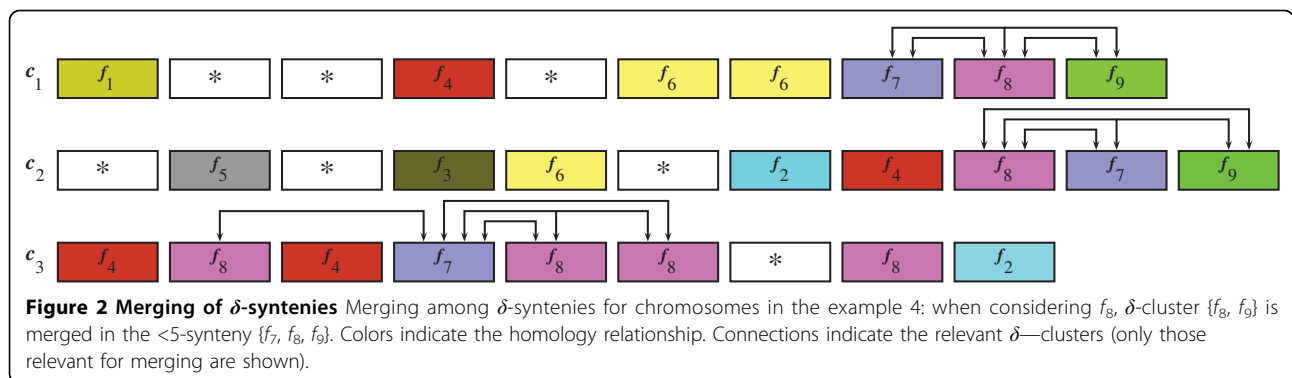 c1 f1 * * f4 * f6 f6 f7 f8 f9
c2 * f5 * f3 f6 * f2 f4 f8 f7 f9
c3 f4 f8 f4 f7 f8 f8 * f8 f2
Figure 2 Merging of δ-syntenies Merging among δ-syntenies for chromosomes in the example 4: when considering f8, δ-cluster {f8, f9} is
merged in the <5-synteny {f7, f8, f9}. Colors indicate the homology relationship. Connections indicate the relevant δ—clusters (only those
relevant for merging are shown).